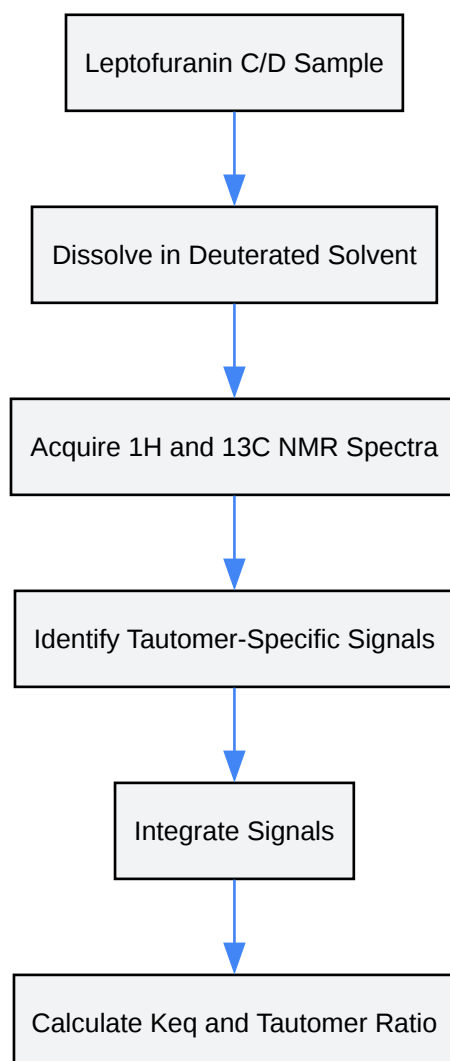 Leptofuranin C/D Sample
Dissolve in Deuterated Solvent
Acquire 1H and 13C NMR Spectra
Identify Tautomer-Specific Signals
Integrate Signals
Calculate Keq and Tautomer Ratio